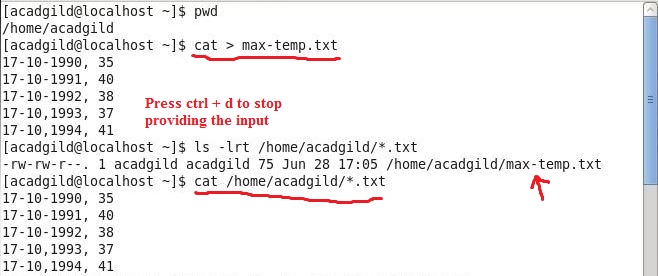 [acadgild@localhost ~]$ pwd
/home/acadgild
[acadgild@localhost ~]$ cat > max-temp.txt
17-10-1990, 35
17-10-1991, 40
17-10-1992, 38
17-10,1993, 37
17-10,1994, 41
Press ctrl + d to stop
providing the input
[acadgild@localhost ~]$ ls -lrt /home/acadgild/*.txt
-rw-rw-r--. 1 acadgild acadgild 75 Jun 28 17:05 /home/acadgild/max-temp.txt
[acadgild@localhost ~]$ cat /home/acadgild/*.txt
17-10-1990, 35
17-10-1991, 40
17-10-1992, 38
17-10,1993, 37
17-10,1994, 41